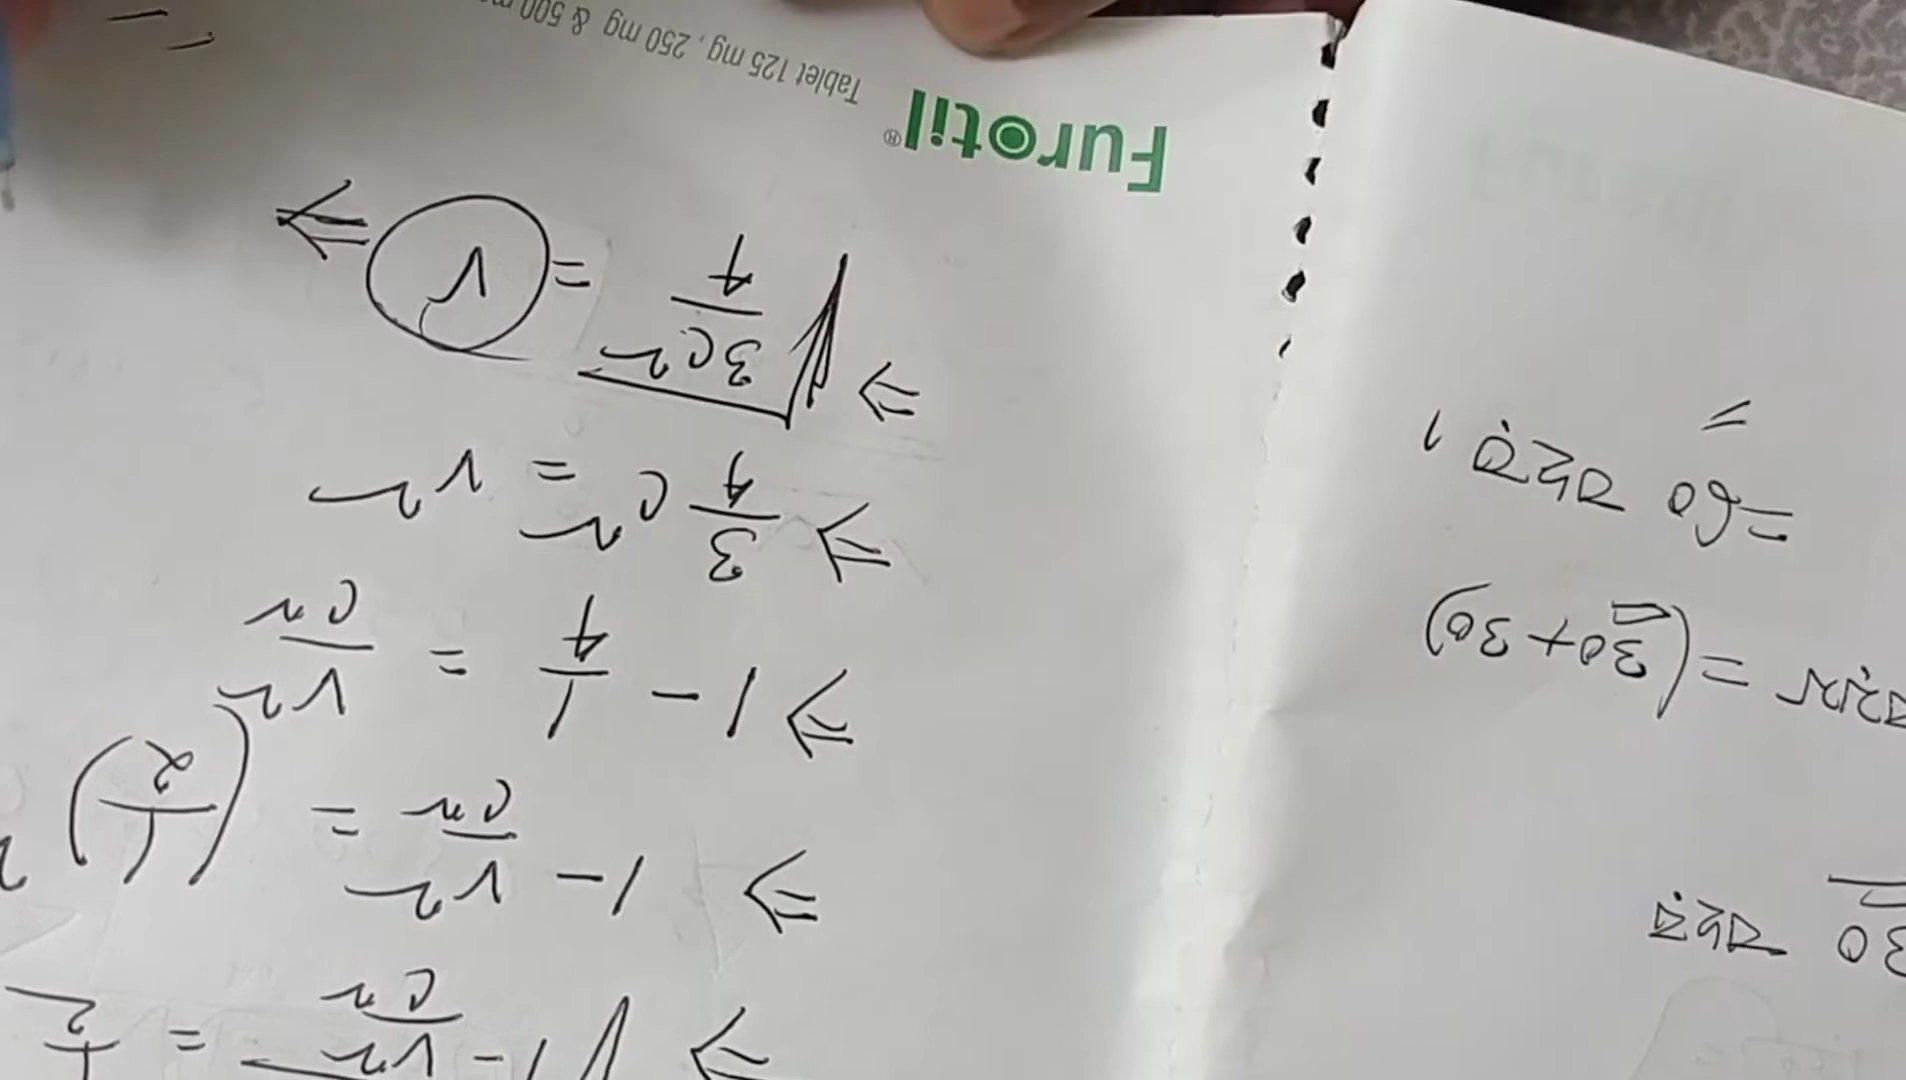 30 বছর
= (30+30)
= 60 বছর।
⇒ √(1 - v²/c²) = 1/2
⇒ 1 - v²/c² = (1/2)²
⇒ 1 - 1/4 = v²/c²
⇒ 3/4 c² = v²
⇒ √(3c²/4) = v ⇒
Furotil®
Tablet 125 mg, 250 mg & 500